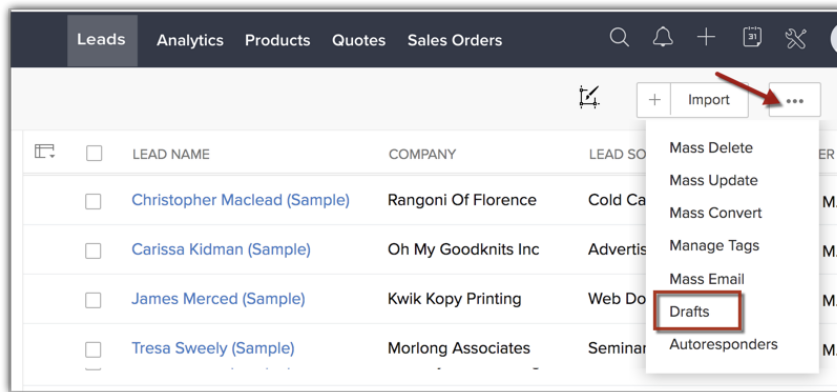 Leads Analytics Products Quotes Sales Orders 31
+ Import •••
LEAD NAME COMPANY LEAD SO ER
Mass Delete
Mass Update
Christopher Maclead (Sample) Rangoni Of Florence Cold Ca M
Mass Convert
Carissa Kidman (Sample) Oh My Goodknits Inc Advertis M
Manage Tags
Mass Email
James Merced (Sample) Kwik Kopy Printing Web Do M
Drafts
Tresa Sweely (Sample) Morlong Associates Seminar M
Autoresponders